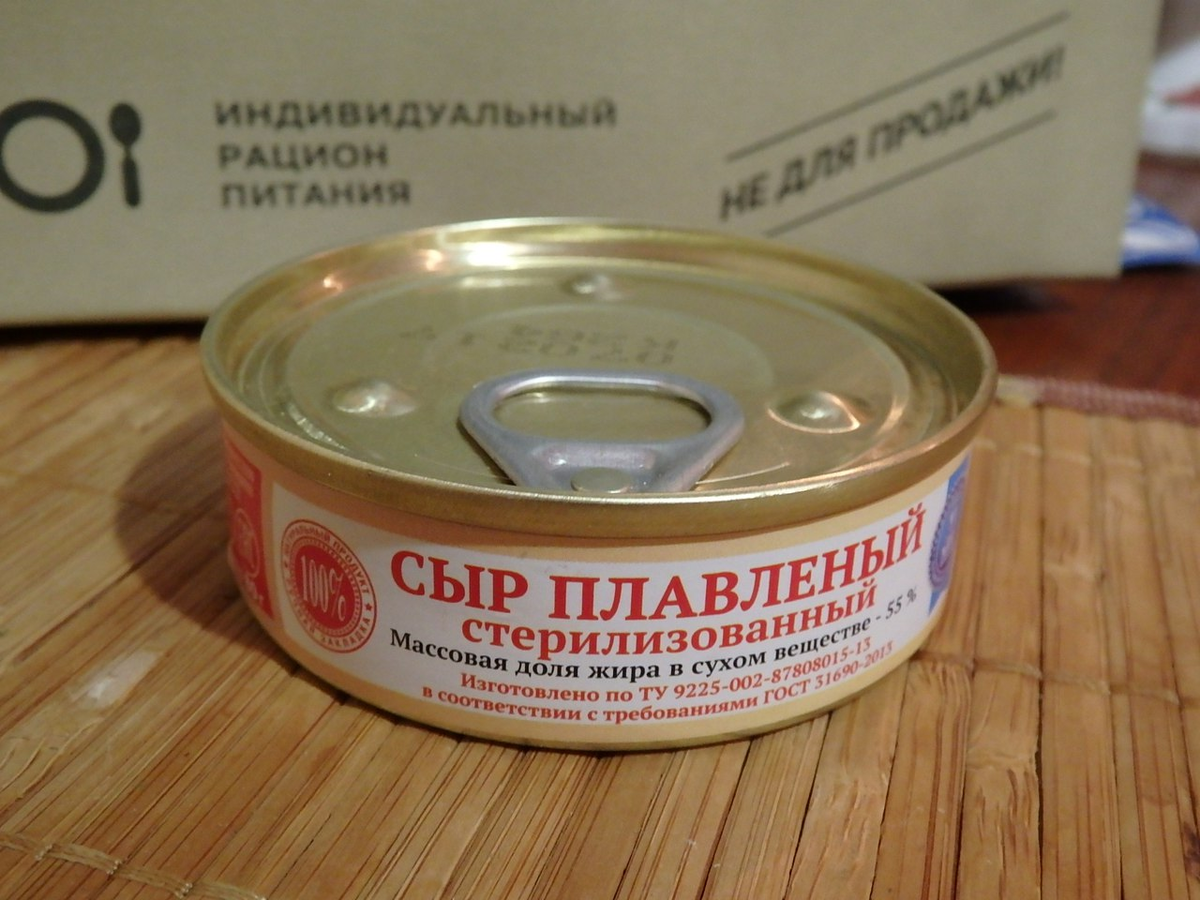 ИНДИВИДУАЛЬНЫЙ
РАЦИОН
ПИТАНИЯ
НЕ ДЛЯ ПРОДАЖИ!
100%
СЫР ПЛАВЛЕНЫЙ
стерилизованный
Массовая доля жира в сухом веществе - 55 %
Изготовлено по ТУ 9225-002-87808015-13
в соответствии с требованиями ГОСТ 31690-2013